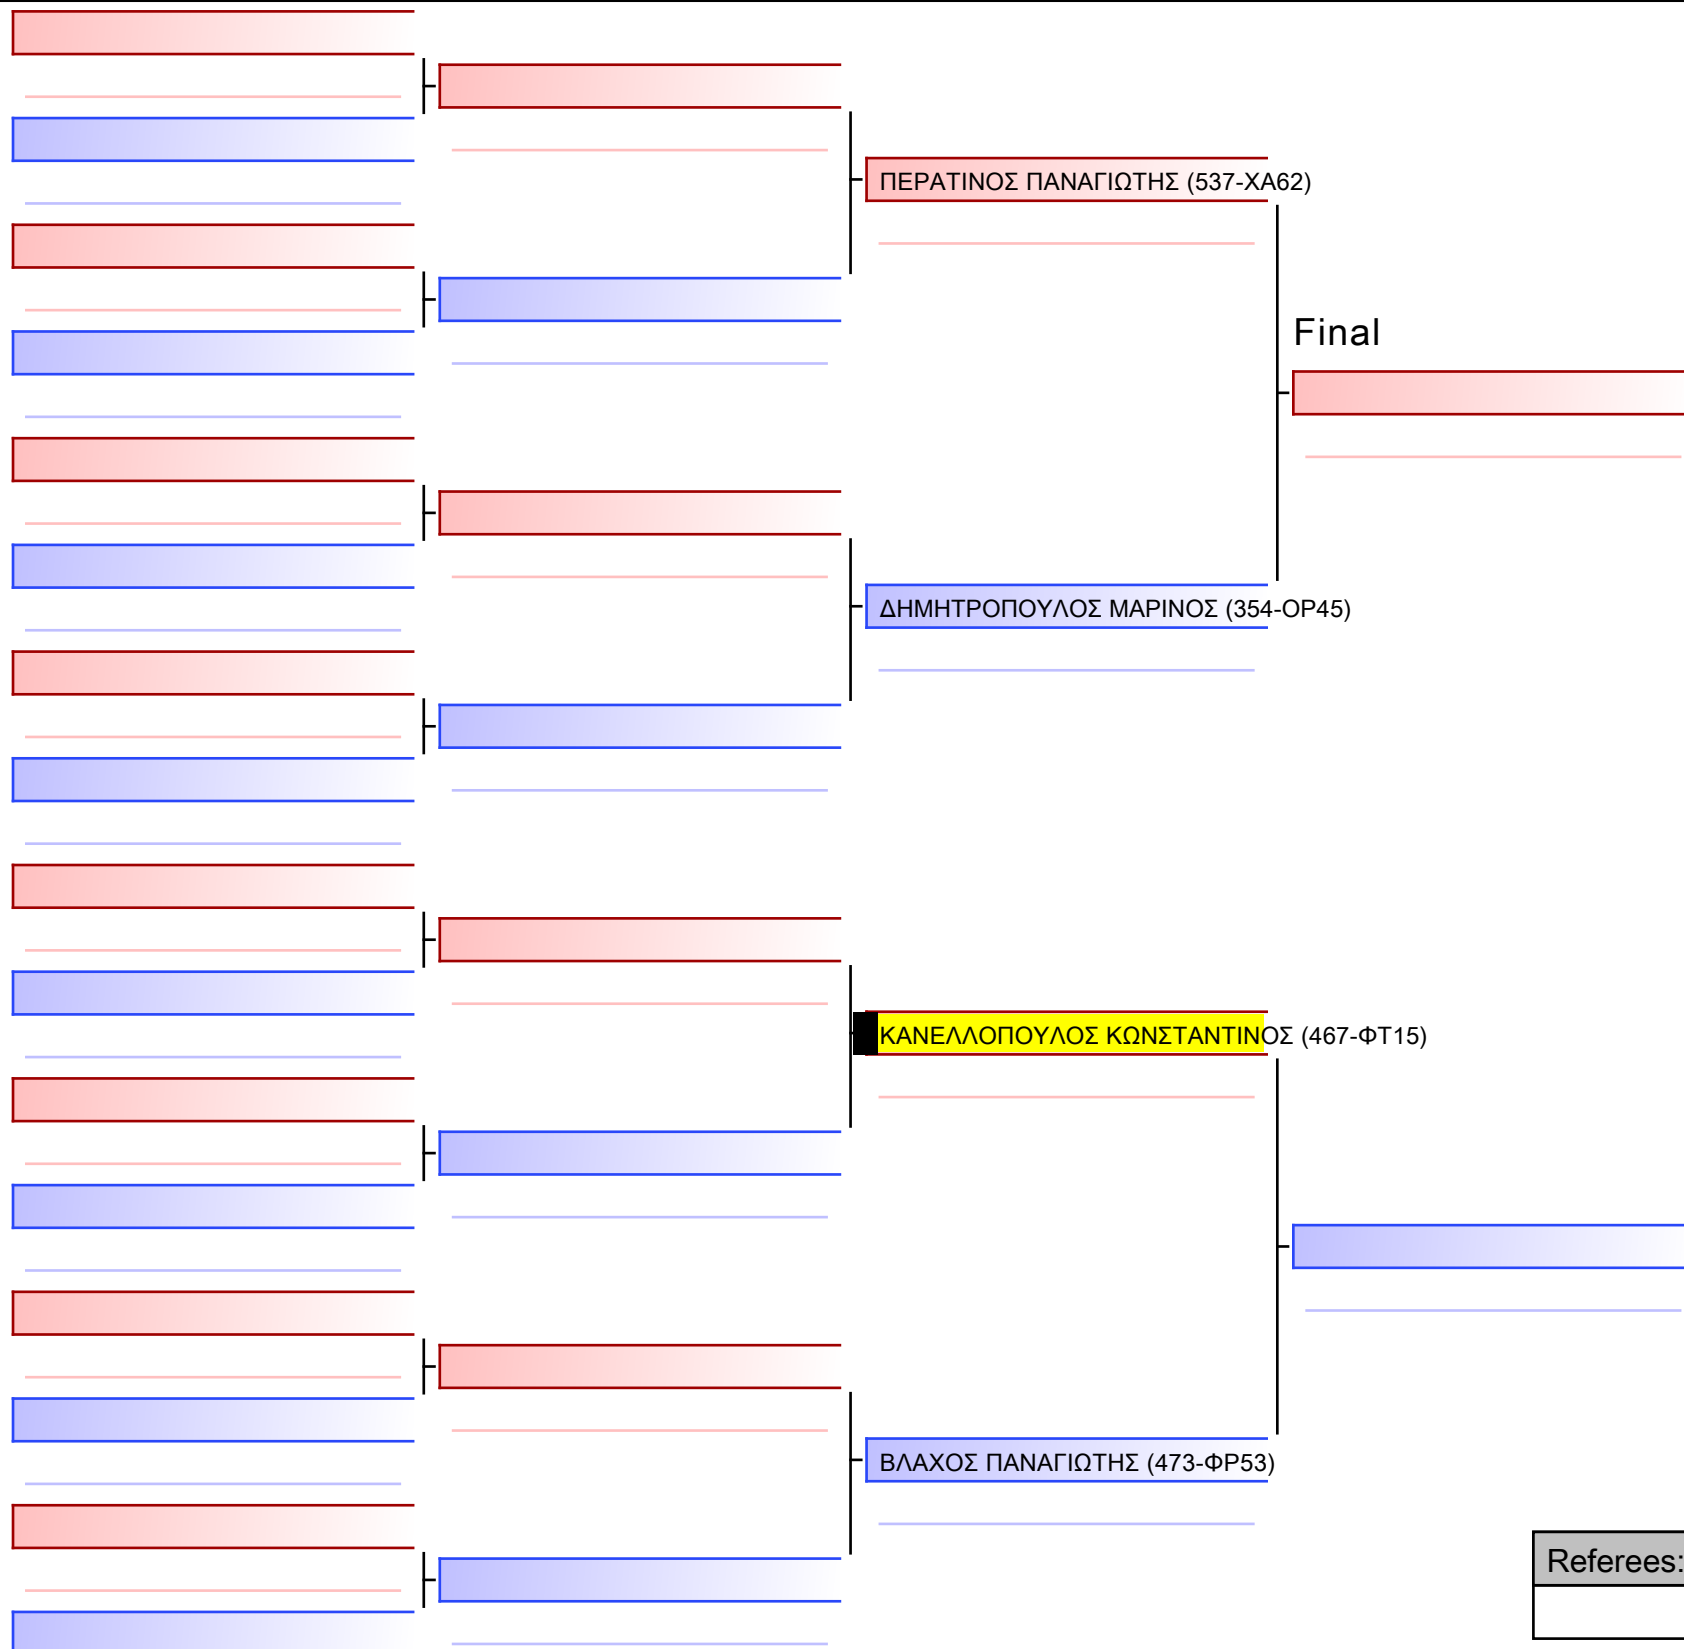 ΠΕΡΑΤΙΝΟΣ ΠΑΝΑΓΙΩΤΗΣ (537-ΧΑ62)
Final
ΔΗΜΗΤΡΟΠΟΥΛΟΣ ΜΑΡΙΝΟΣ (354-ΟΡ45)
ΚΑΝΕΛΛΟΠΟΥΛΟΣ ΚΩΝΣΤΑΝΤΙΝΟΣ (467-ΦΤ15)
ΒΛΑΧΟΣ ΠΑΝΑΓΙΩΤΗΣ (473-ΦΡ53)
Referees: